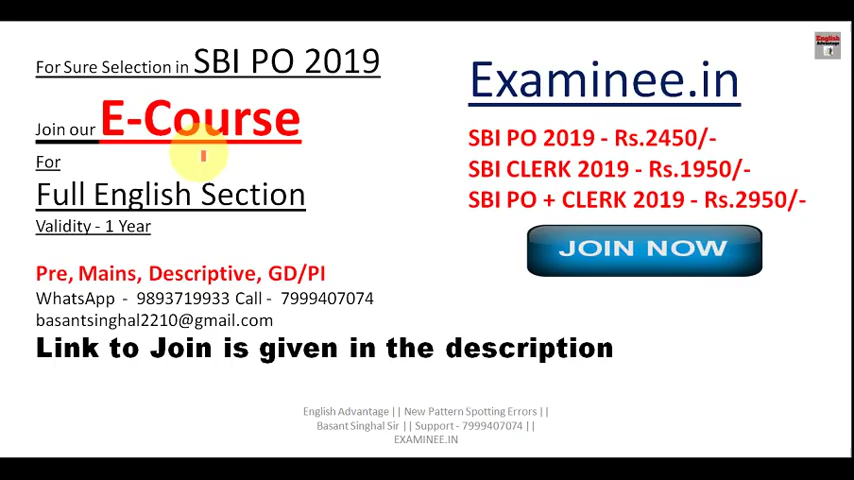 For Sure Selection in SBI PO 2019
Join our E-Course
For
Full English Section
Validity - 1 Year
Pre, Mains, Descriptive, GD/PI
WhatsApp - 9893719933 Call - 7999407074
basantsinghal2210@gmail.com
Link to Join is given in the description
Examinee.in
SBI PO 2019 - Rs.2450/-
SBI CLERK 2019 - Rs.1950/-
SBI PO + CLERK 2019 - Rs.2950/-
JOIN NOW
English
Advantage
English Advantage || New Pattern Spotting Errors ||
Basant Singhal Sir || Support - 7999407074 ||
EXAMINEE.IN